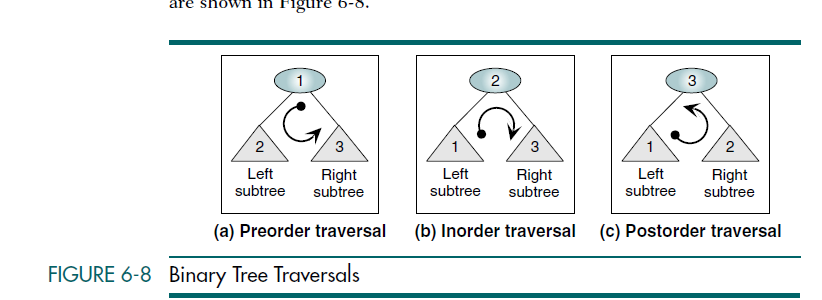 are shown in Figure 6-8.
1
2
3
Left subtree
Right subtree
2
1
3
Left subtree
Right subtree
3
1
2
Left subtree
Right subtree
(a) Preorder traversal
(b) Inorder traversal
(c) Postorder traversal
FIGURE 6-8 Binary Tree Traversals